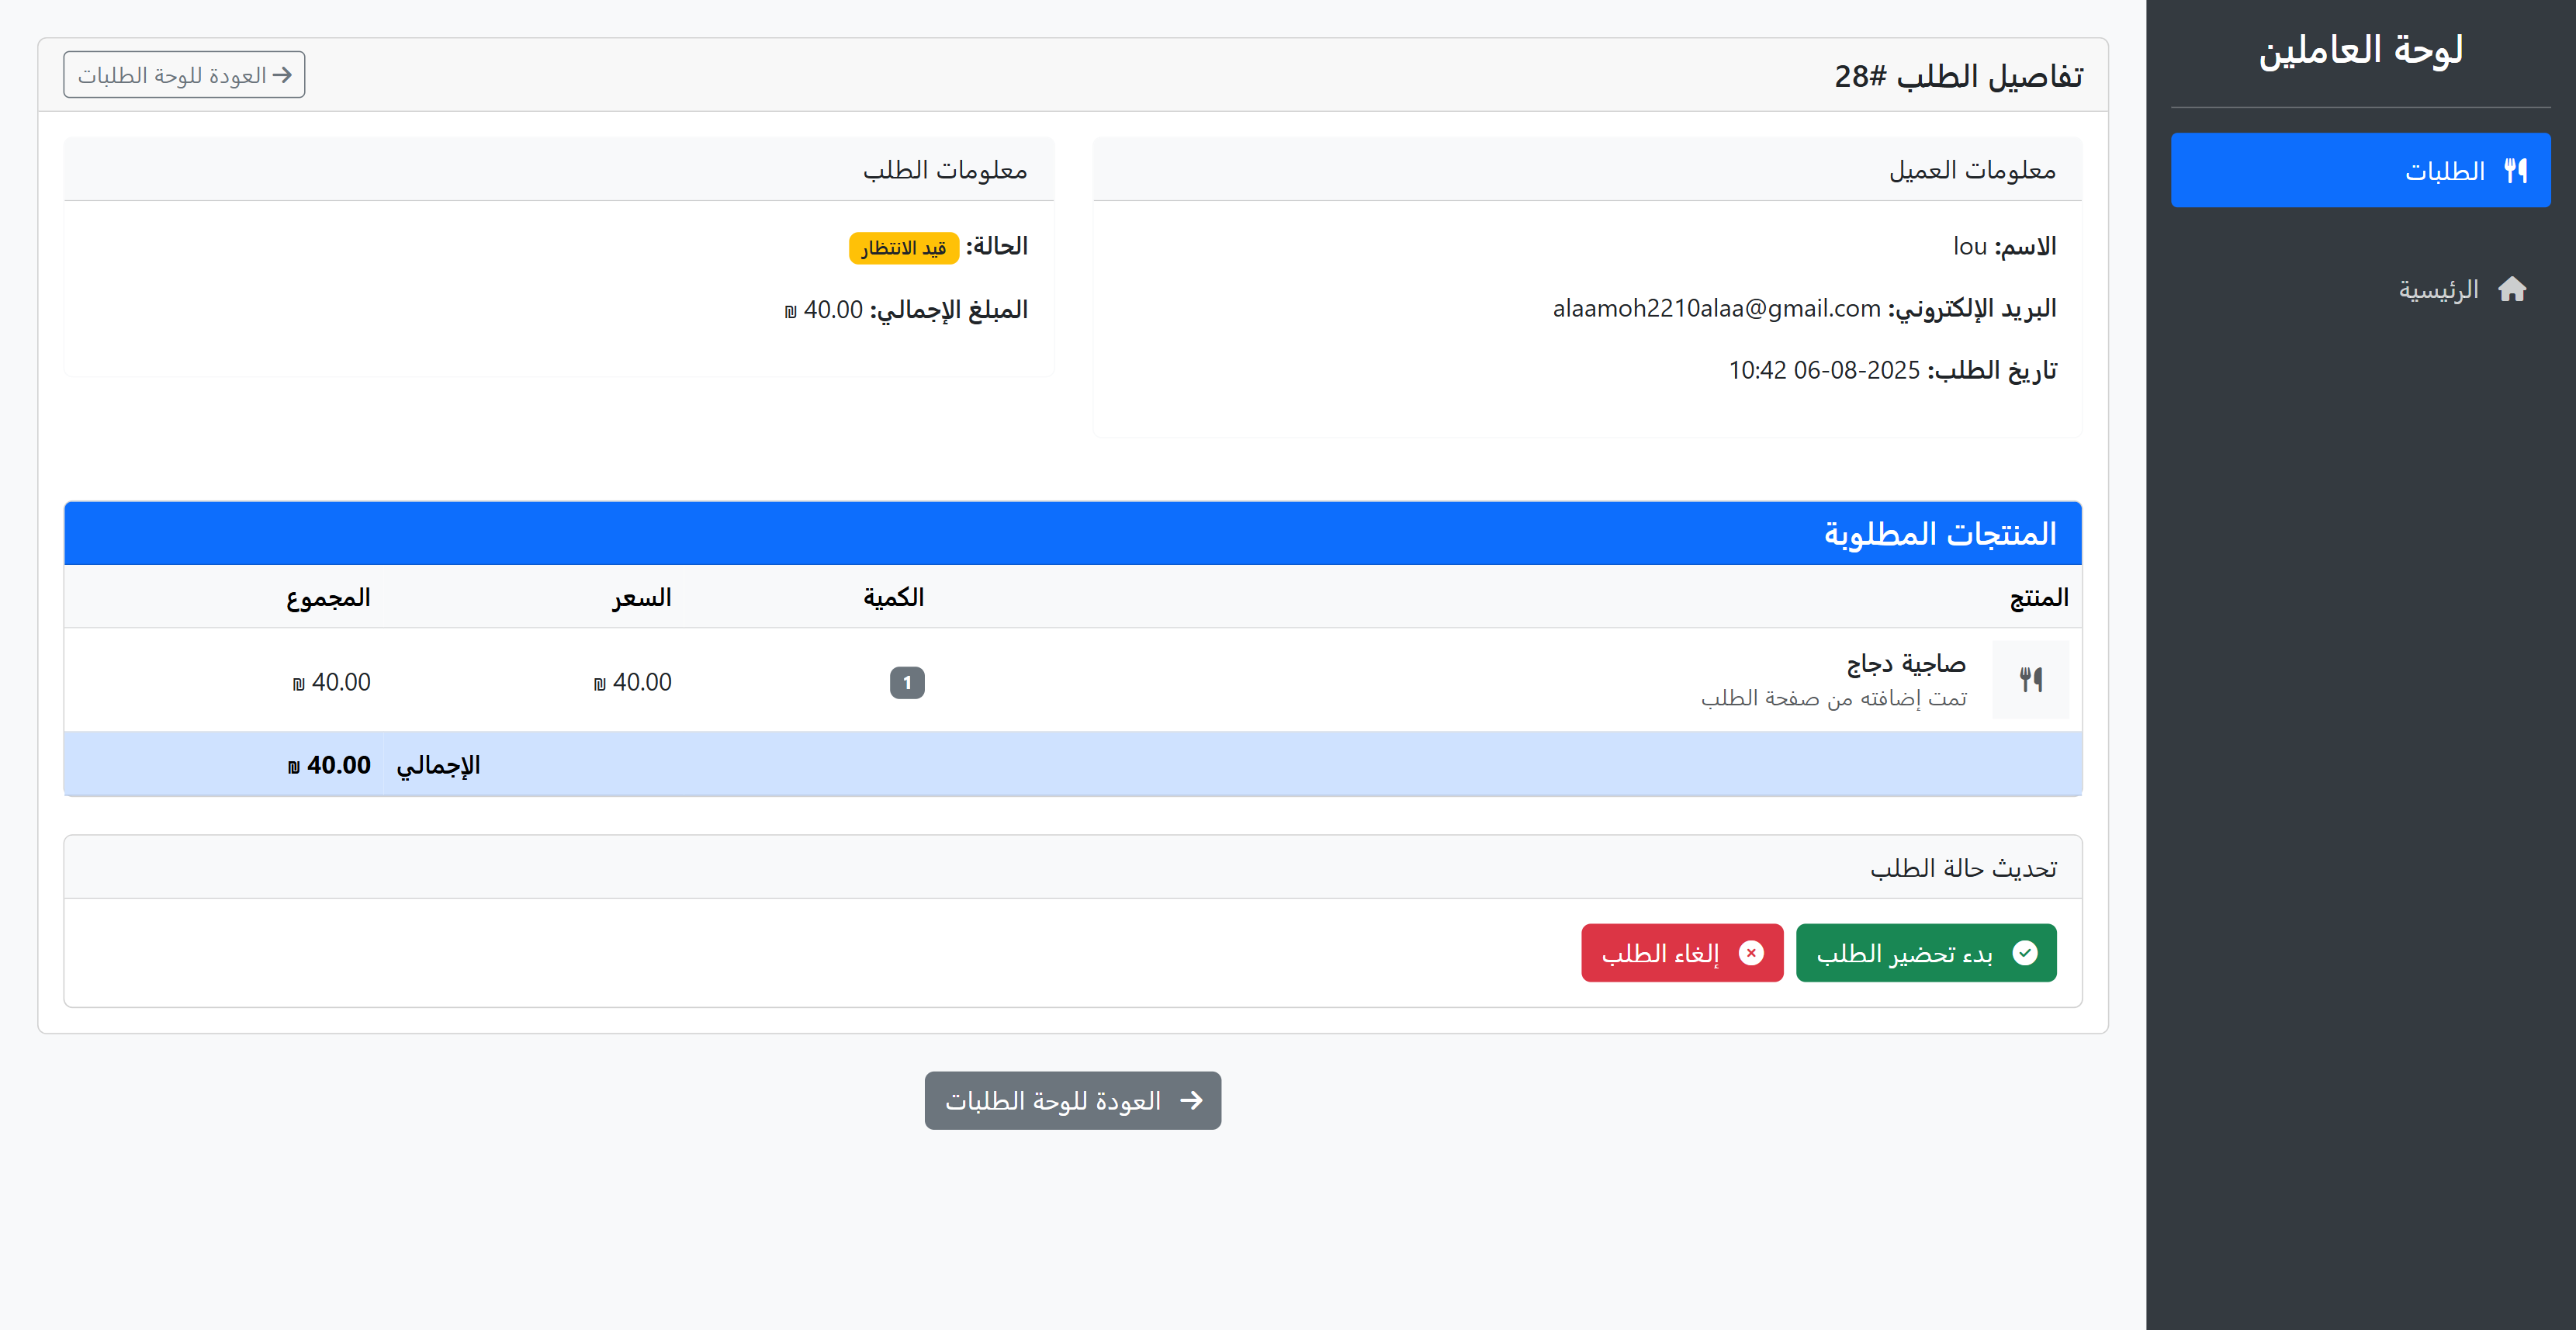 لوحة العاملين
الطلبات
الرئيسية
تفاصيل الطلب #28
العودة للوحة الطلبات
معلومات العميل
الاسم: lou
البريد الإلكتروني: alaamoh2210alaa@gmail.com
تاريخ الطلب: 2025-08-06 10:42
معلومات الطلب
الحالة: قيد الانتظار
المبلغ الإجمالي: 40.00 ₪
المنتجات المطلوبة
المنتج الكمية السعر المجموع
صاجية دجاج 1 40.00 ₪ 40.00 ₪
تمت إضافته من صفحة الطلب
الإجمالي 40.00 ₪
تحديث حالة الطلب
بدء تحضير الطلب إلغاء الطلب
العودة للوحة الطلبات